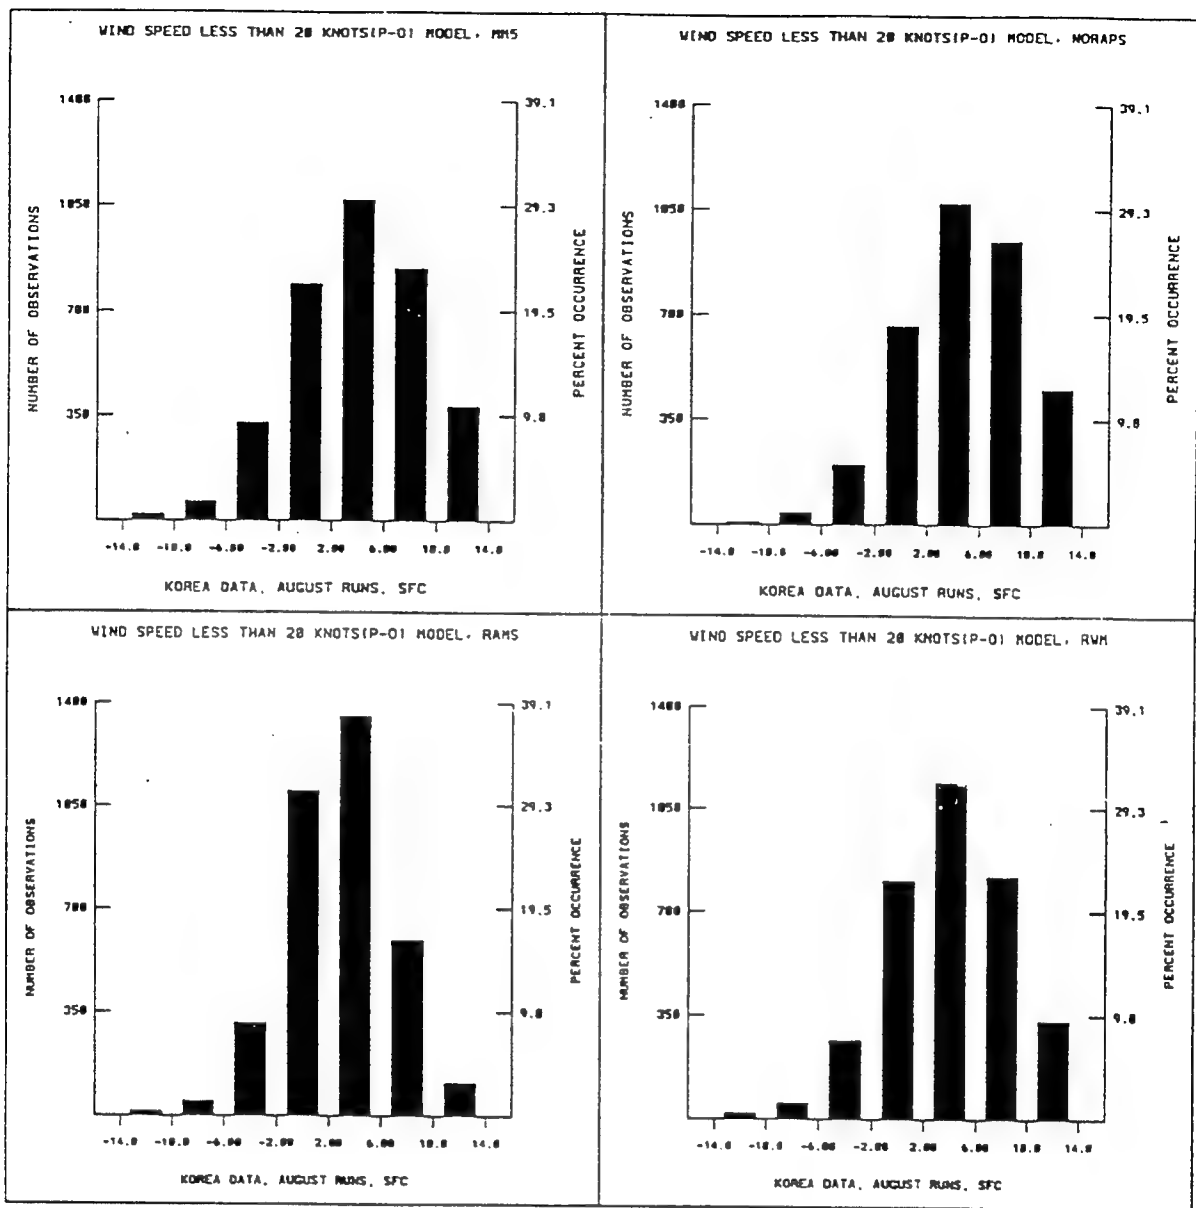 WIND SPEED LESS THAN 20 KNOTS(P-O) MODEL, MM5
1400
1050
700
350
39.1
29.3
19.5
9.8
NUMBER OF OBSERVATIONS
PERCENT OCCURRENCE
-14.0 -10.0 -6.00 -2.00 2.00 6.00 10.0 14.0
KOREA DATA, AUGUST RUNS, SFC
WIND SPEED LESS THAN 20 KNOTS(P-O) MODEL, NORAPS
1400
1050
700
350
39.1
29.3
19.5
9.8
NUMBER OF OBSERVATIONS
PERCENT OCCURRENCE
-14.0 -10.0 -6.00 -2.00 2.00 6.00 10.0 14.0
KOREA DATA, AUGUST RUNS, SFC
WIND SPEED LESS THAN 20 KNOTS(P-O) MODEL, RAMS
1400
1050
700
350
39.1
29.3
19.5
9.8
NUMBER OF OBSERVATIONS
PERCENT OCCURRENCE
-14.0 -10.0 -6.00 -2.00 2.00 6.00 10.0 14.0
KOREA DATA, AUGUST RUNS, SFC
WIND SPEED LESS THAN 20 KNOTS(P-O) MODEL, RWM
1400
1050
700
350
39.1
29.3
19.5
9.8
NUMBER OF OBSERVATIONS
PERCENT OCCURRENCE
-14.0 -10.0 -6.00 -2.00 2.00 6.00 10.0 14.0
KOREA DATA, AUGUST RUNS, SFC